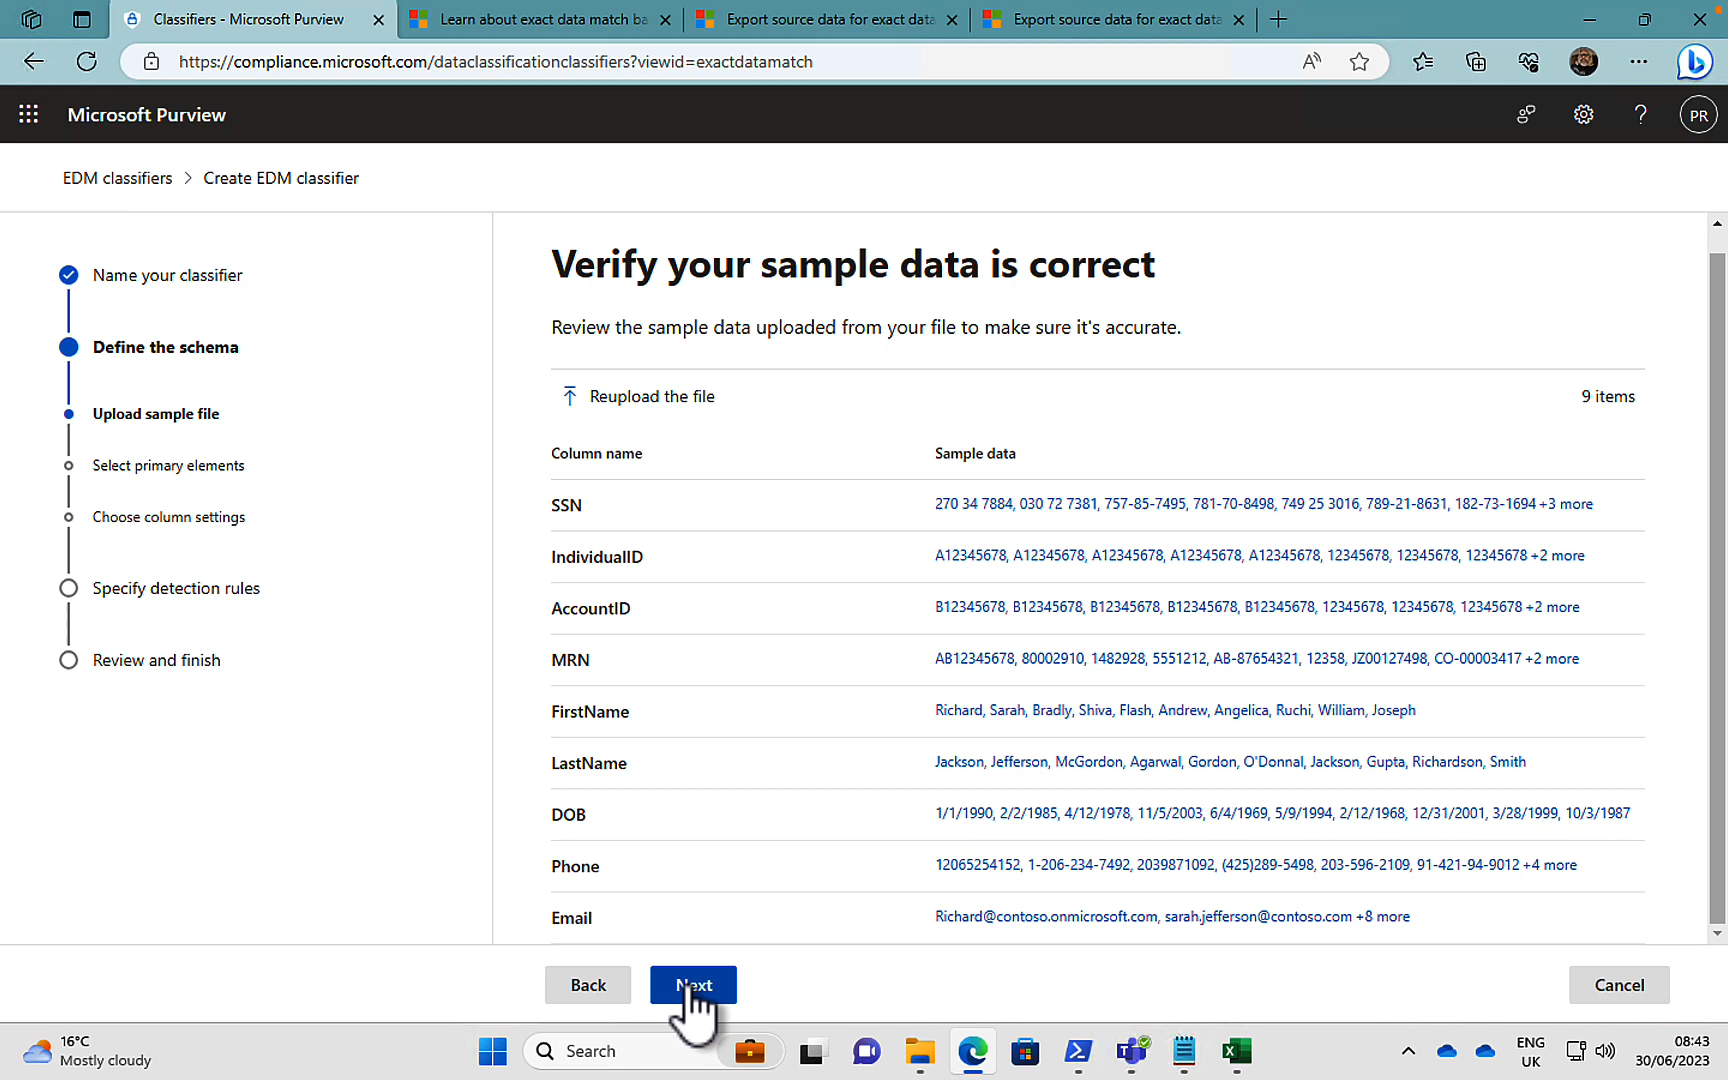 Classifiers - Microsoft Purview
Learn about exact data match ba
Export source data for exact data
Export source data for exact data
https://compliance.microsoft.com/dataclassificationclassifiers?viewid=exactdatamatch
Microsoft Purview
PR
EDM classifiers > Create EDM classifier
Name your classifier
Define the schema
Upload sample file
Select primary elements
Choose column settings
Specify detection rules
Review and finish
Verify your sample data is correct
Review the sample data uploaded from your file to make sure it's accurate.
Reupload the file
9 items
Column name Sample data
SSN 270 34 7884, 030 72 7381, 757-85-7495, 781-70-8498, 749 25 3016, 789-21-8631, 182-73-1694 +3 more
IndividualID A12345678, A12345678, A12345678, A12345678, A12345678, 12345678, 12345678, 12345678 +2 more
AccountID B12345678, B12345678, B12345678, B12345678, B12345678, 12345678, 12345678, 12345678 +2 more
MRN AB12345678, 80002910, 1482928, 5551212, AB-87654321, 12358, JZ00127498, CO-00003417 +2 more
FirstName Richard, Sarah, Bradly, Shiva, Flash, Andrew, Angelica, Ruchi, William, Joseph
LastName Jackson, Jefferson, McGordon, Agarwal, Gordon, O'Donnal, Jackson, Gupta, Richardson, Smith
DOB 1/1/1990, 2/2/1985, 4/12/1978, 11/5/2003, 6/4/1969, 5/9/1994, 2/12/1968, 12/31/2001, 3/28/1999, 10/3/1987
Phone 12065254152, 1-206-234-7492, 2039871092, (425)289-5498, 203-596-2109, 91-421-94-9012 +4 more
Email Richard@contoso.onmicrosoft.com, sarah.jefferson@contoso.com +8 more
Back
Next
Cancel
16°C
Mostly cloudy
Search
ENG
UK
08:43
30/06/2023